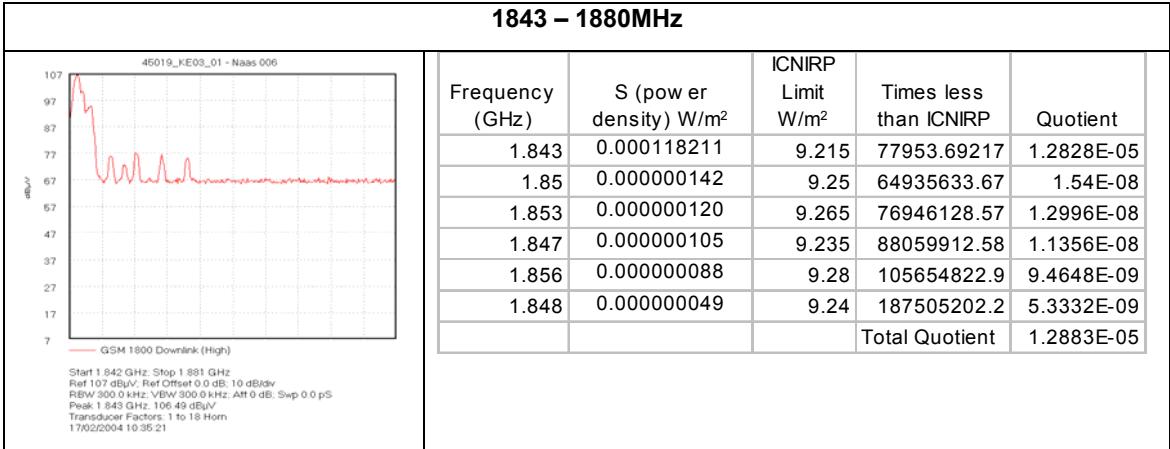 1843 – 1880MHz
45019_KE03_01 - Naas 006
107
97
87
77
67
57
47
37
27
17
7
dBµV
GSM 1800 Downlink (High)
Start 1.842 GHz; Stop 1.881 GHz
Ref 107 dBµV; Ref Offset 0.0 dB; 10 dB/div
RBW 300.0 kHz; VBW 300.0 kHz; Att 0 dB; Swp 0.0 pS
Peak 1.843 GHz, 106.49 dBµV
Transducer Factors: 1 to 18 Horn
17/02/2004 10:35:21
Frequency (GHz) S (pow er density) W/m² ICNIRP Limit W/m² Times less than ICNIRP Quotient
1.843 0.000118211 9.215 77953.69217 1.2828E-05
1.85 0.000000142 9.25 64935633.67 1.54E-08
1.853 0.000000120 9.265 76946128.57 1.2996E-08
1.847 0.000000105 9.235 88059912.58 1.1356E-08
1.856 0.000000088 9.28 105654822.9 9.4648E-09
1.848 0.000000049 9.24 187505202.2 5.3332E-09
Total Quotient 1.2883E-05